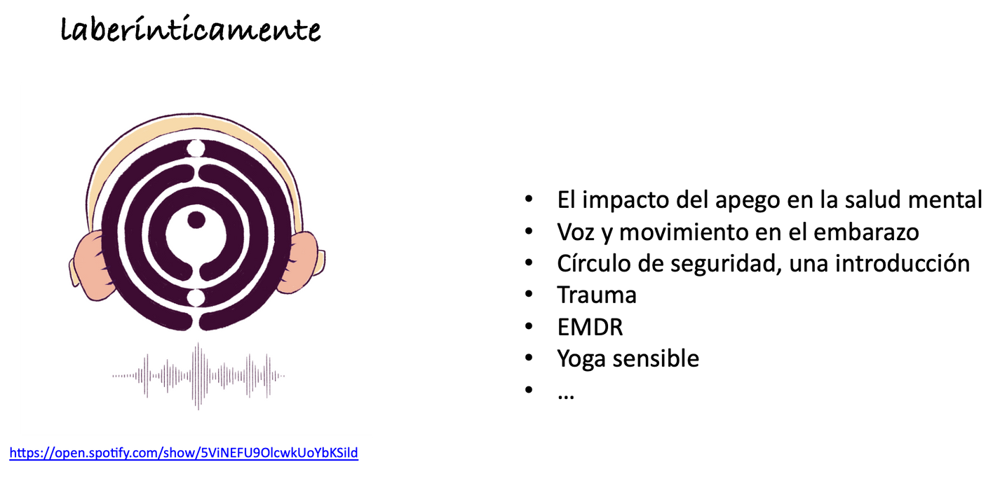 laberínticamente
https://open.spotify.com/show/5ViNEFU9OlcwkUoYbKSild
• El impacto del apego en la salud mental
• Voz y movimiento en el embarazo
• Círculo de seguridad, una introducción
• Trauma
• EMDR
• Yoga sensible
• ...